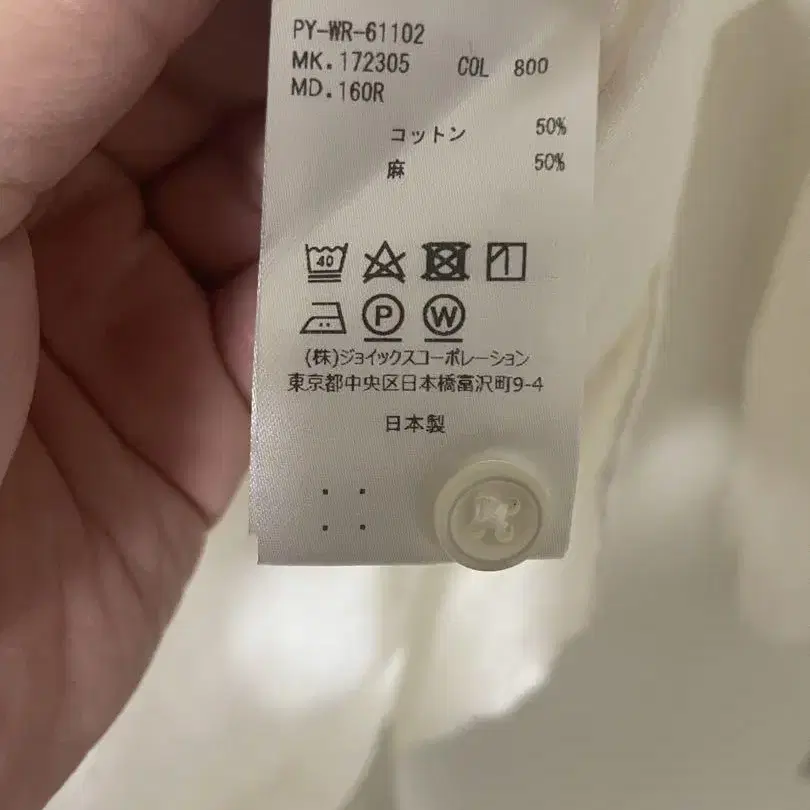 PY-WR-61102
MK.172305 COL 800
MD.160R
コットン 50%
麻 50%
40
P W
(株)ジョイックスコーポレーション
東京都中央区日本橋富沢町9-4
日本製